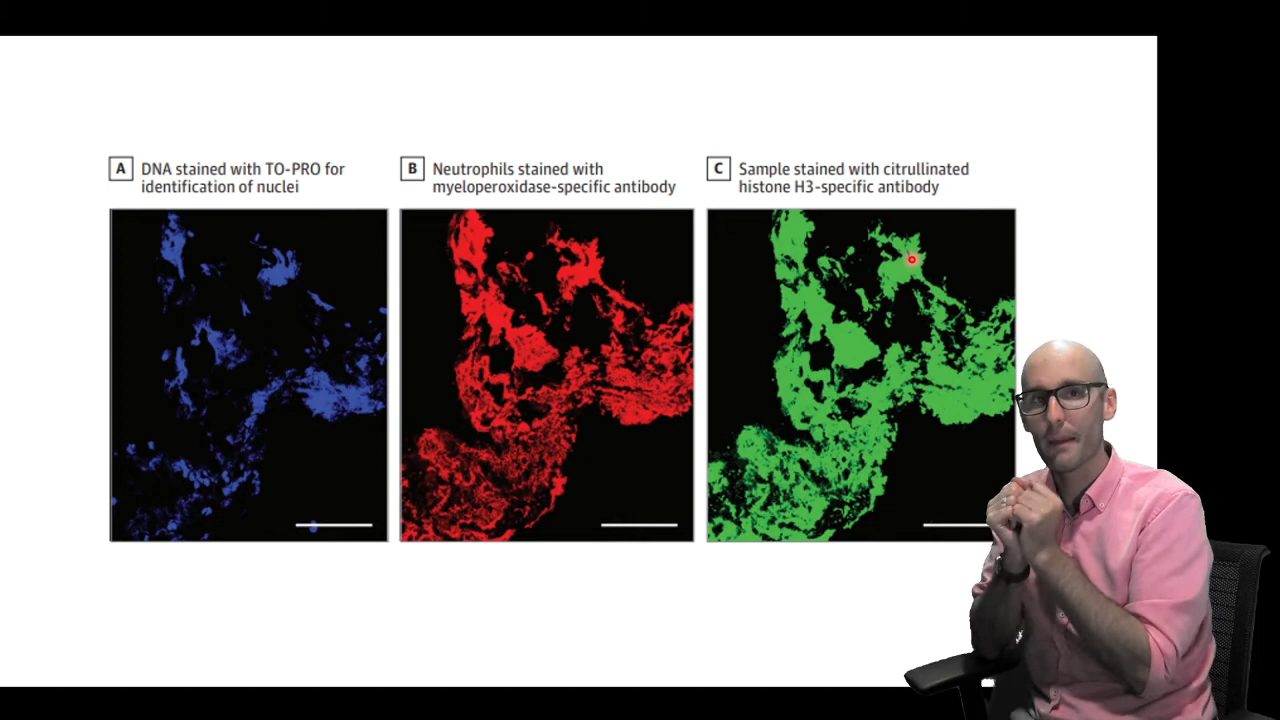 A DNA stained with TO-PRO for
identification of nuclei
B Neutrophils stained with
myeloperoxidase-specific antibody
C Sample stained with citrullinated
histone H3-specific antibody